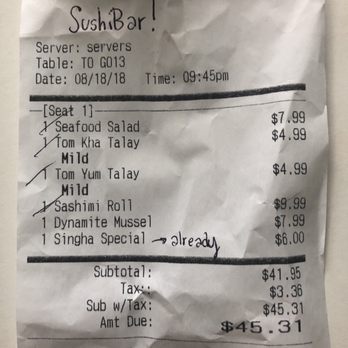 SushiBar!
Server: servers
Table: TO GO13
Date: 08/18/18 Time: 09:45pm
[Seat 1]
1 Seafood Salad $7.99
1 Tom Kha Talay $4.99
Mild
1 Tom Yum Talay $4.99
Mild
1 Sashimi Roll $9.99
1 Dynamite Mussel $7.99
1 Singha Special → already $6.00
Subtotal: $41.95
Tax: $3.36
Sub w/Tax: $45.31
Amt Due: $45.31